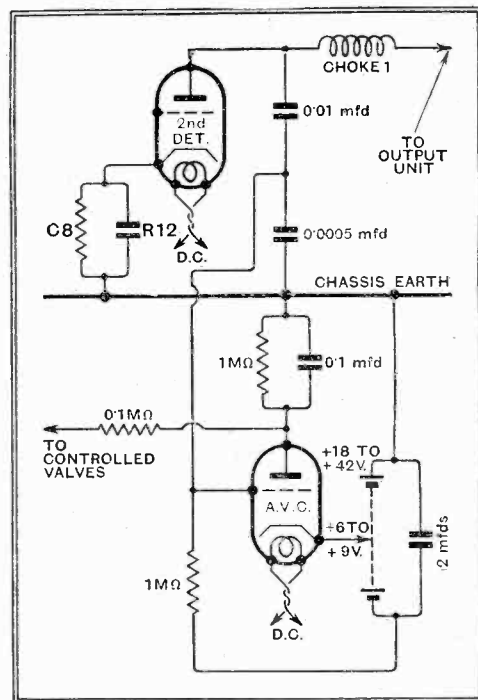 CHOKE 1
2nd
DET.
0·01 mfd
TO
OUTPUT
UNIT
C8
R12
D.C.
0·0005 mfd
CHASSIS EARTH
1MΩ
0·1 mfd
0·1MΩ
TO
CONTROLLED
VALVES
+18 TO
+42V.
A.V.C.
+6 TO
+9V.
2 mfds
1MΩ
D.C.